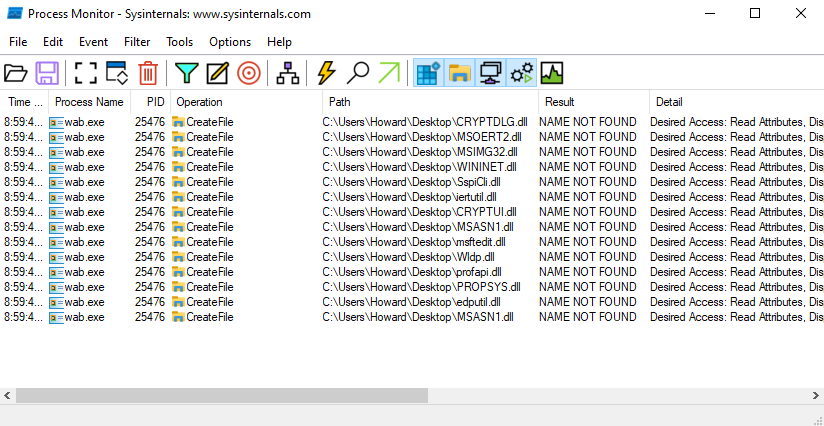 Process Monitor - Sysinternals: www.sysinternals.com
File Edit Event Filter Tools Options Help
Time ... Process Name PID Operation Path Result Detail
8:59:4... wab.exe 25476 CreateFile C:\Users\Howard\Desktop\CRYPTDLG.dll NAME NOT FOUND Desired Access: Read Attributes, Dis
8:59:4... wab.exe 25476 CreateFile C:\Users\Howard\Desktop\MSOERT2.dll NAME NOT FOUND Desired Access: Read Attributes, Dis
8:59:4... wab.exe 25476 CreateFile C:\Users\Howard\Desktop\MSIMG32.dll NAME NOT FOUND Desired Access: Read Attributes, Dis
8:59:4... wab.exe 25476 CreateFile C:\Users\Howard\Desktop\WININET.dll NAME NOT FOUND Desired Access: Read Attributes, Dis
8:59:4... wab.exe 25476 CreateFile C:\Users\Howard\Desktop\SspiCli.dll NAME NOT FOUND Desired Access: Read Attributes, Dis
8:59:4... wab.exe 25476 CreateFile C:\Users\Howard\Desktop\iertutil.dll NAME NOT FOUND Desired Access: Read Attributes, Dis
8:59:4... wab.exe 25476 CreateFile C:\Users\Howard\Desktop\CRYPTUI.dll NAME NOT FOUND Desired Access: Read Attributes, Dis
8:59:4... wab.exe 25476 CreateFile C:\Users\Howard\Desktop\MSASN1.dll NAME NOT FOUND Desired Access: Read Attributes, Dis
8:59:4... wab.exe 25476 CreateFile C:\Users\Howard\Desktop\msftedit.dll NAME NOT FOUND Desired Access: Read Attributes, Dis
8:59:4... wab.exe 25476 CreateFile C:\Users\Howard\Desktop\Wldp.dll NAME NOT FOUND Desired Access: Read Attributes, Dis
8:59:4... wab.exe 25476 CreateFile C:\Users\Howard\Desktop\profapi.dll NAME NOT FOUND Desired Access: Read Attributes, Dis
8:59:4... wab.exe 25476 CreateFile C:\Users\Howard\Desktop\PROPSYS.dll NAME NOT FOUND Desired Access: Read Attributes, Dis
8:59:4... wab.exe 25476 CreateFile C:\Users\Howard\Desktop\edputil.dll NAME NOT FOUND Desired Access: Read Attributes, Dis
8:59:4... wab.exe 25476 CreateFile C:\Users\Howard\Desktop\MSASN1.dll NAME NOT FOUND Desired Access: Read Attributes, Dis